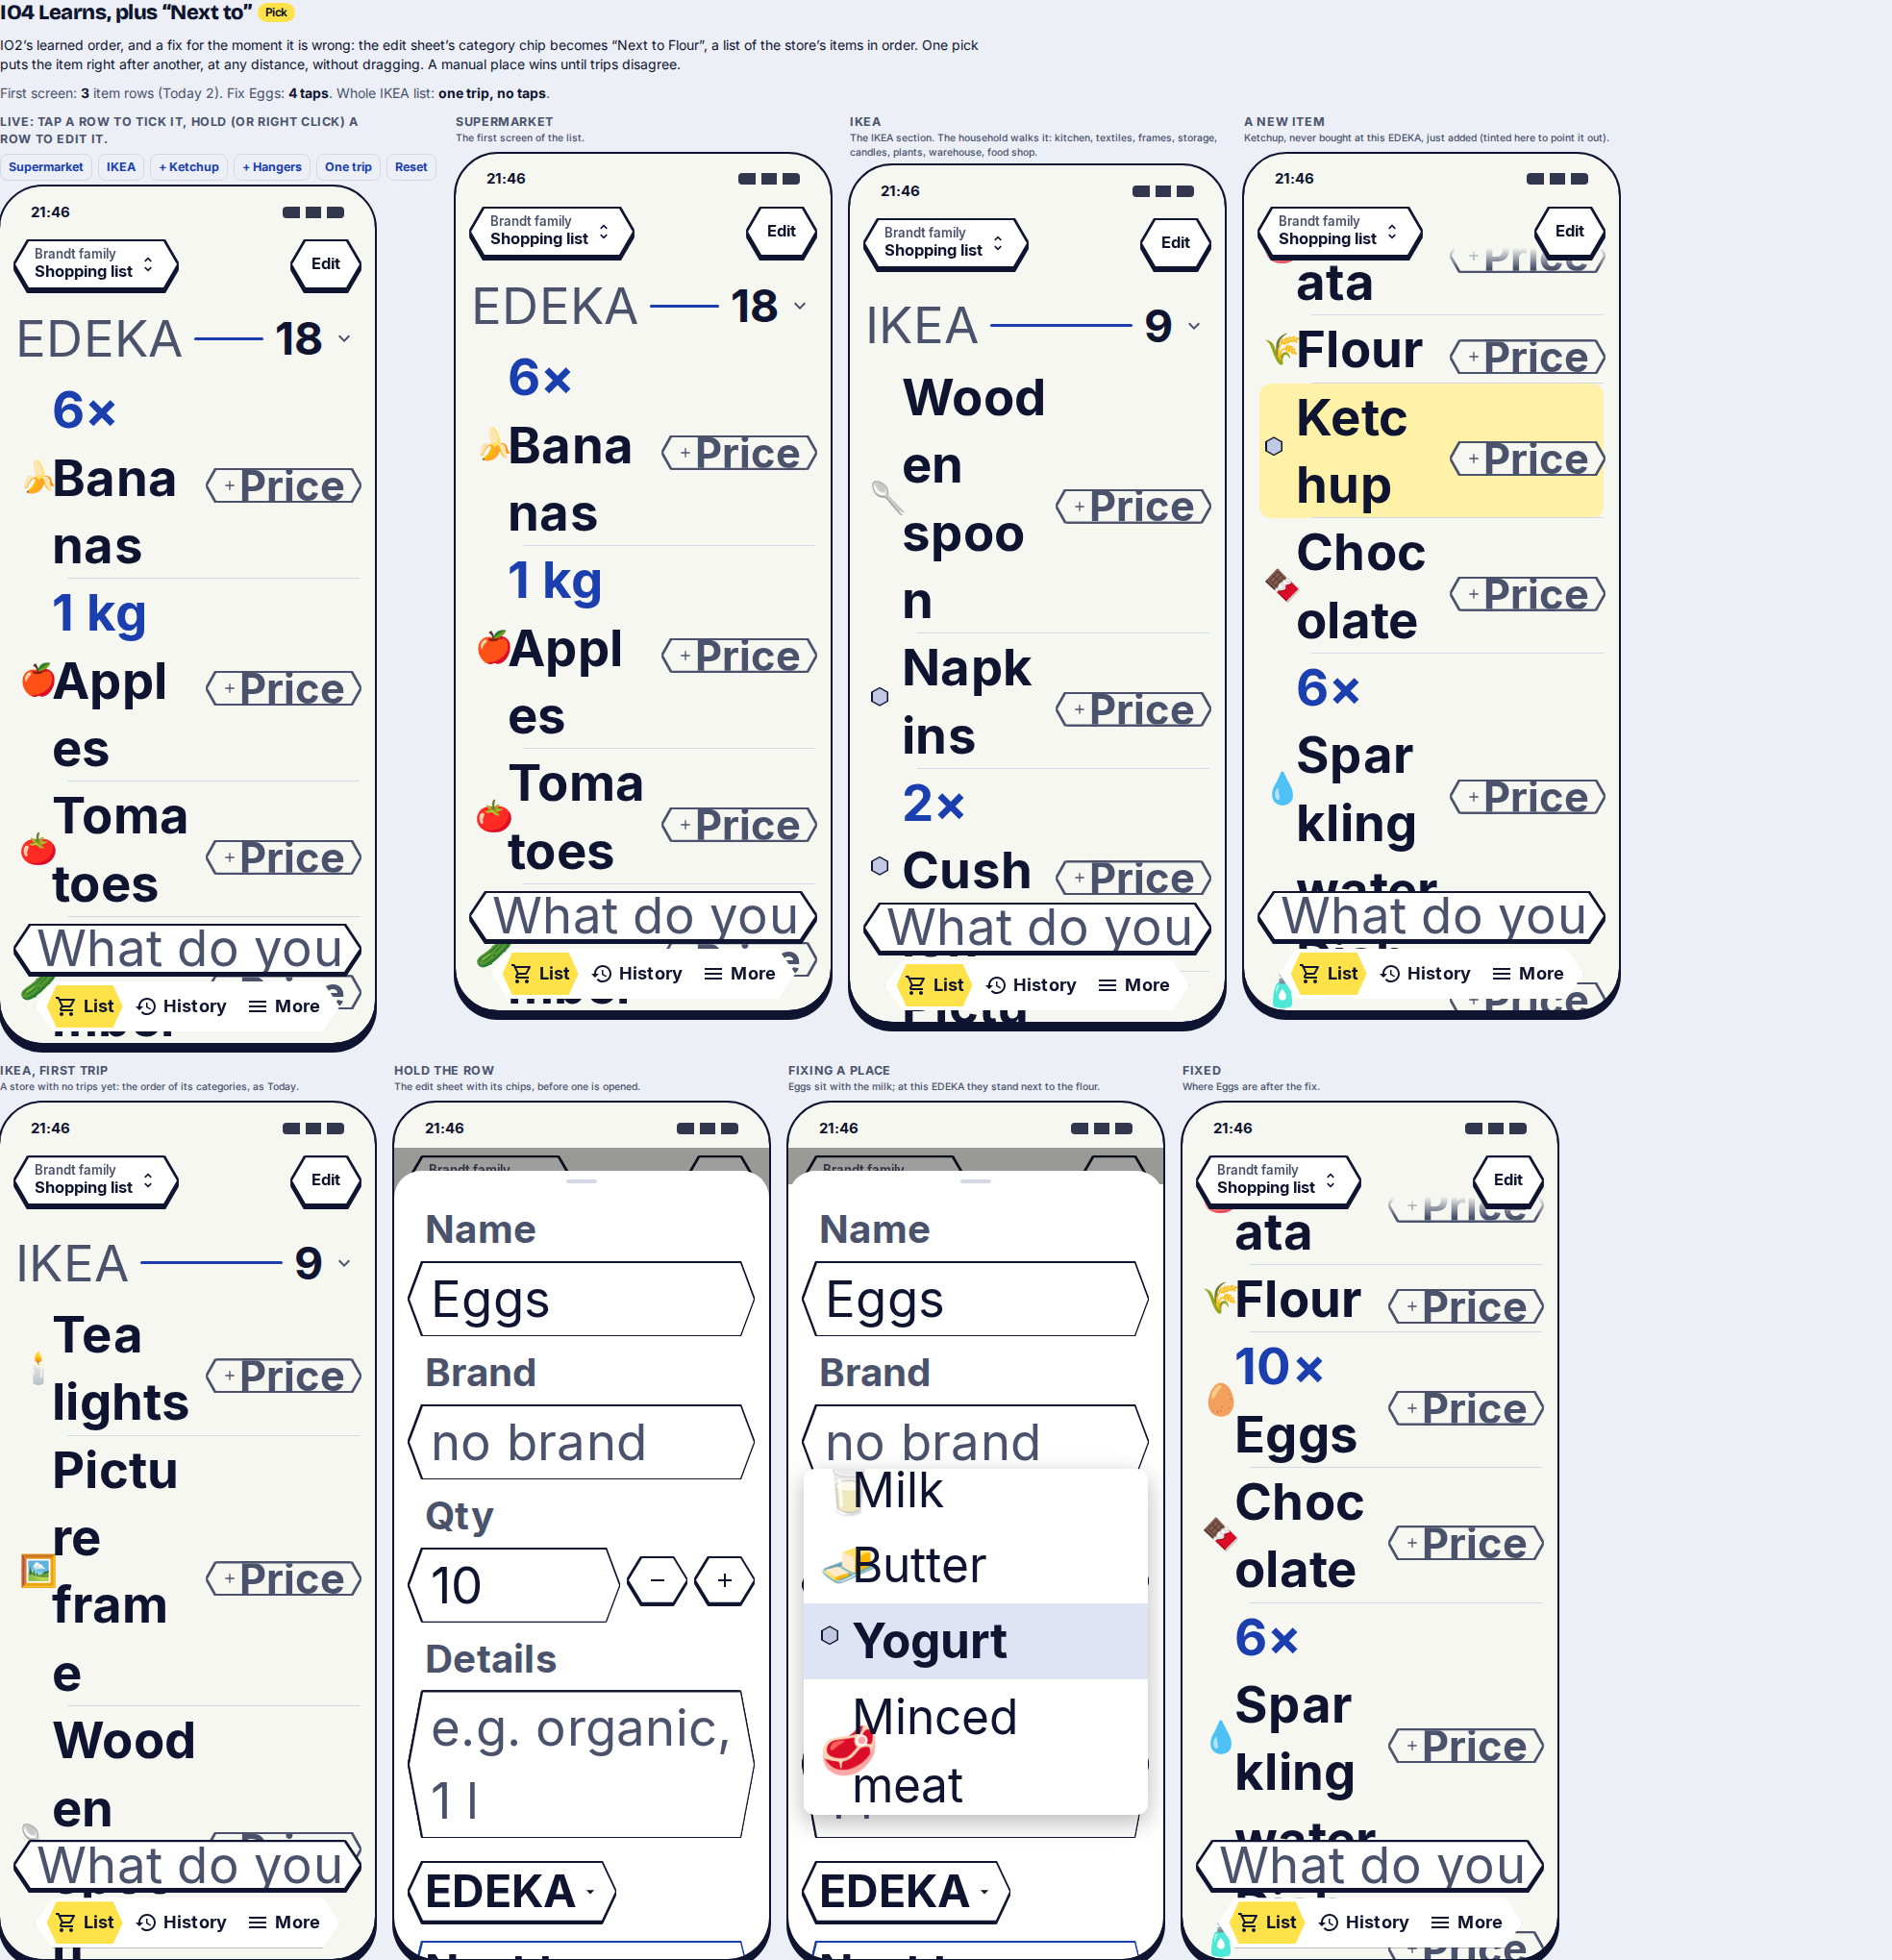 IO4 Learns, plus “Next to” Pick
IO2’s learned order, and a fix for the moment it is wrong: the edit sheet’s category chip becomes “Next to Flour”, a list of the store’s items in order. One pick
puts the item right after another, at any distance, without dragging. A manual place wins until trips disagree.
First screen: 3 item rows (Today 2). Fix Eggs: 4 taps. Whole IKEA list: one trip, no taps.
LIVE: TAP A ROW TO TICK IT, HOLD (OR RIGHT CLICK) A
ROW TO EDIT IT.
Supermarket IKEA + Ketchup + Hangers One trip Reset
21:46
Brandt family
Shopping list
Edit
EDEKA 18
6×
Bana
nas
+ Price
1 kg
Appl
es
+ Price
Toma
toes
+ Price
What do you
List History More
SUPERMARKET
The first screen of the list.
21:46
Brandt family
Shopping list
Edit
EDEKA 18
6×
Bana
nas
+ Price
1 kg
Appl
es
+ Price
Toma
toes
+ Price
What do you
List History More
IKEA
The IKEA section. The household walks it: kitchen, textiles, frames, storage,
candles, plants, warehouse, food shop.
21:46
Brandt family
Shopping list
Edit
IKEA 9
Wood
en
spoo
n
+ Price
Napk
ins
+ Price
2×
Cush
+ Price
What do you
List History More
A NEW ITEM
Ketchup, never bought at this EDEKA, just added (tinted here to point it out).
21:46
Brandt family
Shopping list
Edit
ata
+ Price
Flour
+ Price
Ketc
hup
+ Price
Choc
olate
+ Price
6×
Spar
kling
water
+ Price
What do you
List History More
+ Price
IKEA, FIRST TRIP
A store with no trips yet: the order of its categories, as Today.
21:46
Brandt family
Shopping list
Edit
IKEA 9
Tea
lights
+ Price
Pictu
re
fram
e
+ Price
Wood
en
What do you
List History More
HOLD THE ROW
The edit sheet with its chips, before one is opened.
21:46
Brandt family
Name
Eggs
Brand
no brand
Qty
10 − +
Details
e.g. organic,
1 l
EDEKA
FIXING A PLACE
Eggs sit with the milk; at this EDEKA they stand next to the flour.
21:46
Brandt family
Name
Eggs
Brand
no brand
Milk
Butter
Yogurt
Minced
meat
EDEKA
FIXED
Where Eggs are after the fix.
21:46
Brandt family
Shopping list
Edit
ata
+ Price
Flour
+ Price
10×
Eggs
+ Price
Choc
olate
+ Price
6×
Spar
kling
water
+ Price
What do you
List History More